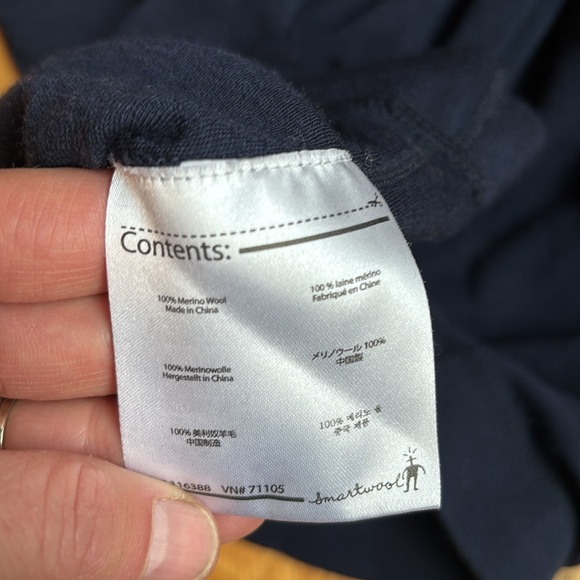 Contents:
100% Merino Wool
Made in China
100 % laine mérino
Fabriqué en Chine
100% Merinowolle
Hergestellt in China
メリノウール 100%
中国製
100% 美利奴羊毛
中国制造
100% 메리노 울
중국 제품
16388 VN# 71105
Smartwool